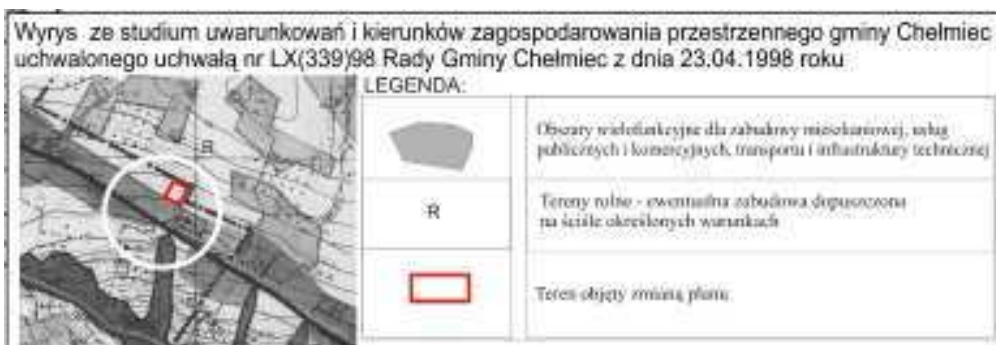 Wyrys ze studium uwarunkowań i kierunków zagospodarowania przestrzennego gminy Chełmiec
uchwalonego uchwałą nr LX(339)98 Rady Gminy Chełmiec z dnia 23.04.1998 roku
LEGENDA:
R
Obszary wielofunkcyjne dla zabudowy mieszkaniowej, usług
publicznych i komercyjnych, transportu i infrastruktury technicznej
R
Tereny rolne - ewentualna zabudowa dopuszczona
na ściśle określonych warunkach
Teren objęty zmianą planu